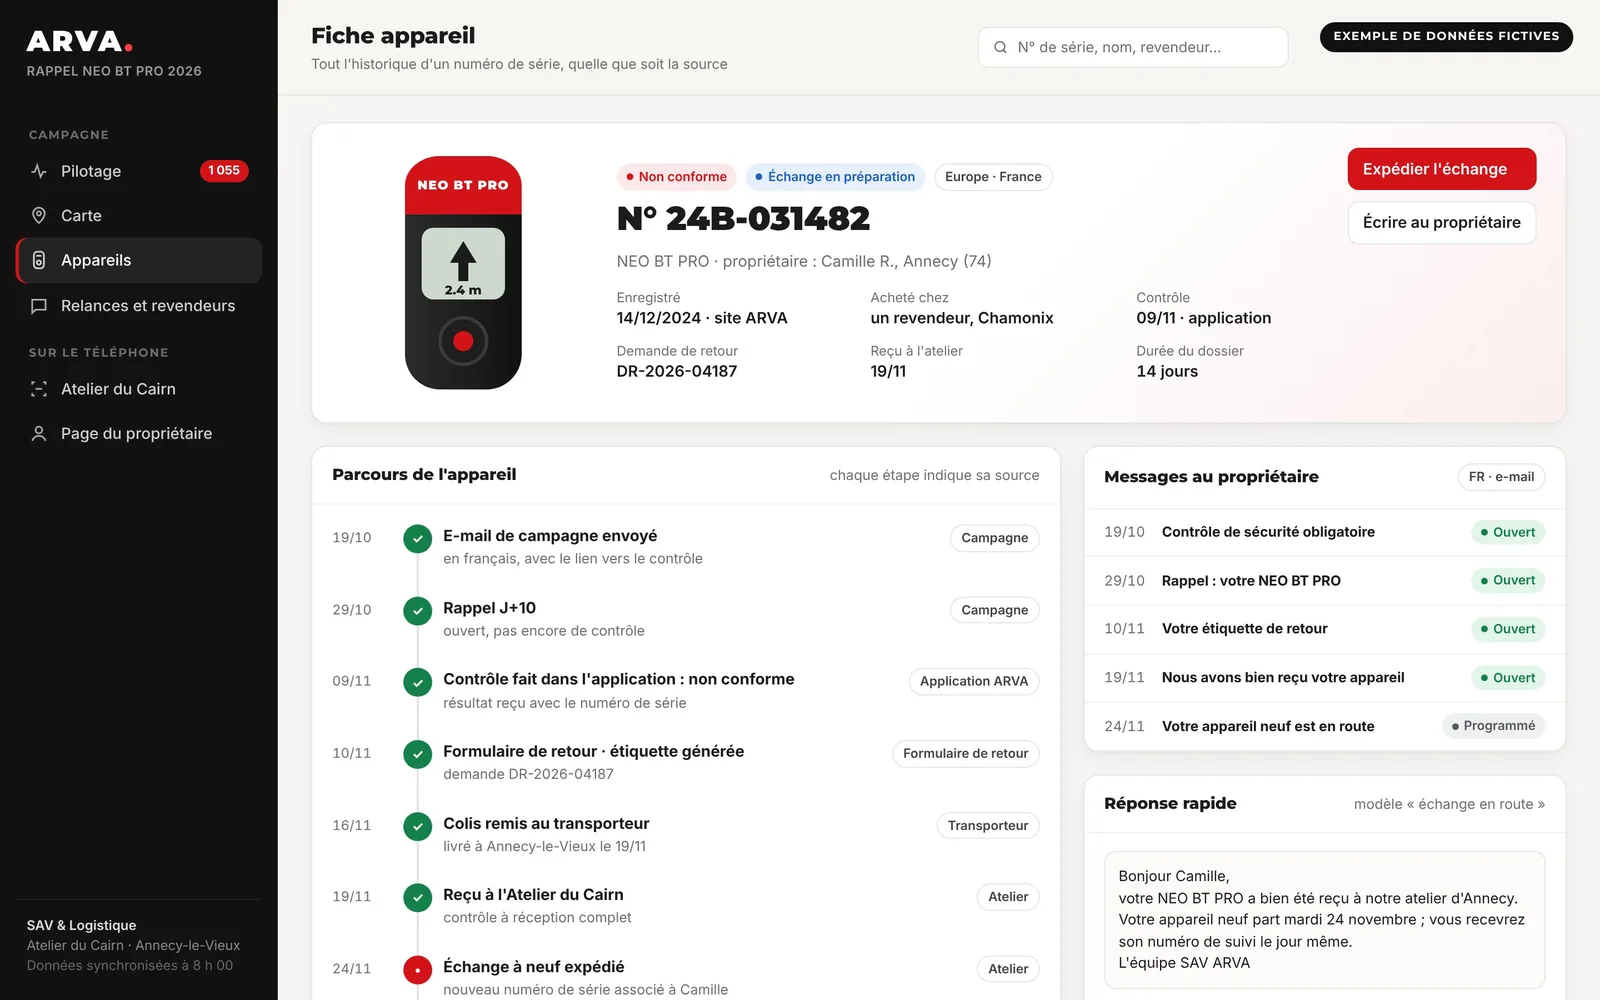 ARVA.
RAPPEL NEO BT PRO 2026
CAMPAGNE
Pilotage
1 055
Carte
Appareils
Relances et revendeurs
SUR LE TÉLÉPHONE
Atelier du Cairn
Page du propriétaire
SAV & Logistique
Atelier du Cairn · Annecy-le-Vieux
Données synchronisées à 8 h 00
Fiche appareil
Tout l'historique d'un numéro de série, quelle que soit la source
N° de série, nom, revendeur...
EXEMPLE DE DONNÉES FICTIVES
NEO BT PRO
2.4 m
Non conforme
Échange en préparation
Europe · France
N° 24B-031482
NEO BT PRO · propriétaire : Camille R., Annecy (74)
Enregistré
14/12/2024 · site ARVA
Acheté chez
un revendeur, Chamonix
Contrôle
09/11 · application
Demande de retour
DR-2026-04187
Reçu à l'atelier
19/11
Durée du dossier
14 jours
Expédier l'échange
Écrire au propriétaire
Parcours de l'appareil
chaque étape indique sa source
19/10
E-mail de campagne envoyé
en français, avec le lien vers le contrôle
Campagne
29/10
Rappel J+10
ouvert, pas encore de contrôle
Campagne
09/11
Contrôle fait dans l'application : non conforme
résultat reçu avec le numéro de série
Application ARVA
10/11
Formulaire de retour · étiquette générée
demande DR-2026-04187
Formulaire de retour
16/11
Colis remis au transporteur
livré à Annecy-le-Vieux le 19/11
Transporteur
19/11
Reçu à l'Atelier du Cairn
contrôle à réception complet
Atelier
24/11
Échange à neuf expédié
nouveau numéro de série associé à Camille
Atelier
Messages au propriétaire
FR · e-mail
19/10 Contrôle de sécurité obligatoire Ouvert
29/10 Rappel : votre NEO BT PRO Ouvert
10/11 Votre étiquette de retour Ouvert
19/11 Nous avons bien reçu votre appareil Ouvert
24/11 Votre appareil neuf est en route Programmé
Réponse rapide
modèle « échange en route »
Bonjour Camille,
votre NEO BT PRO a bien été reçu à notre atelier d'Annecy.
Votre appareil neuf part mardi 24 novembre ; vous recevrez
son numéro de suivi le jour même.
L'équipe SAV ARVA